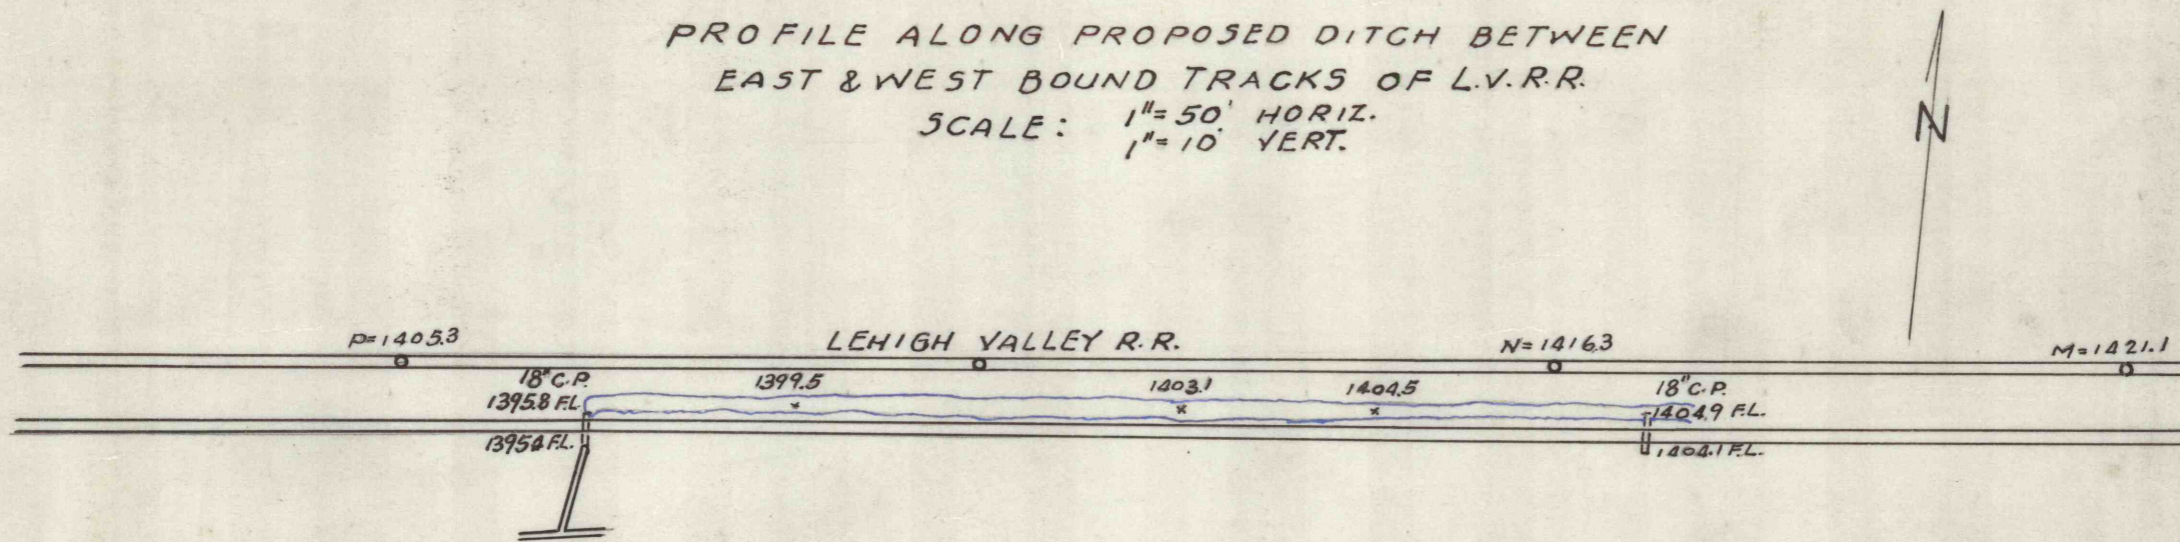 PROFILE ALONG PROPOSED DITCH BETWEEN
EAST & WEST BOUND TRACKS OF L.V.R.R.
SCALE: 1"=50' HORIZ.
1"=10' VERT.
N
P=1405.3
LEHIGH VALLEY R.R.
N=1416.3
M=1421.1
18" C.P.
1399.5
1403.1
1404.5
18" C.P.
1395.8 F.L.
1404.9 F.L.
1395.4 F.L.
1404.1 F.L.